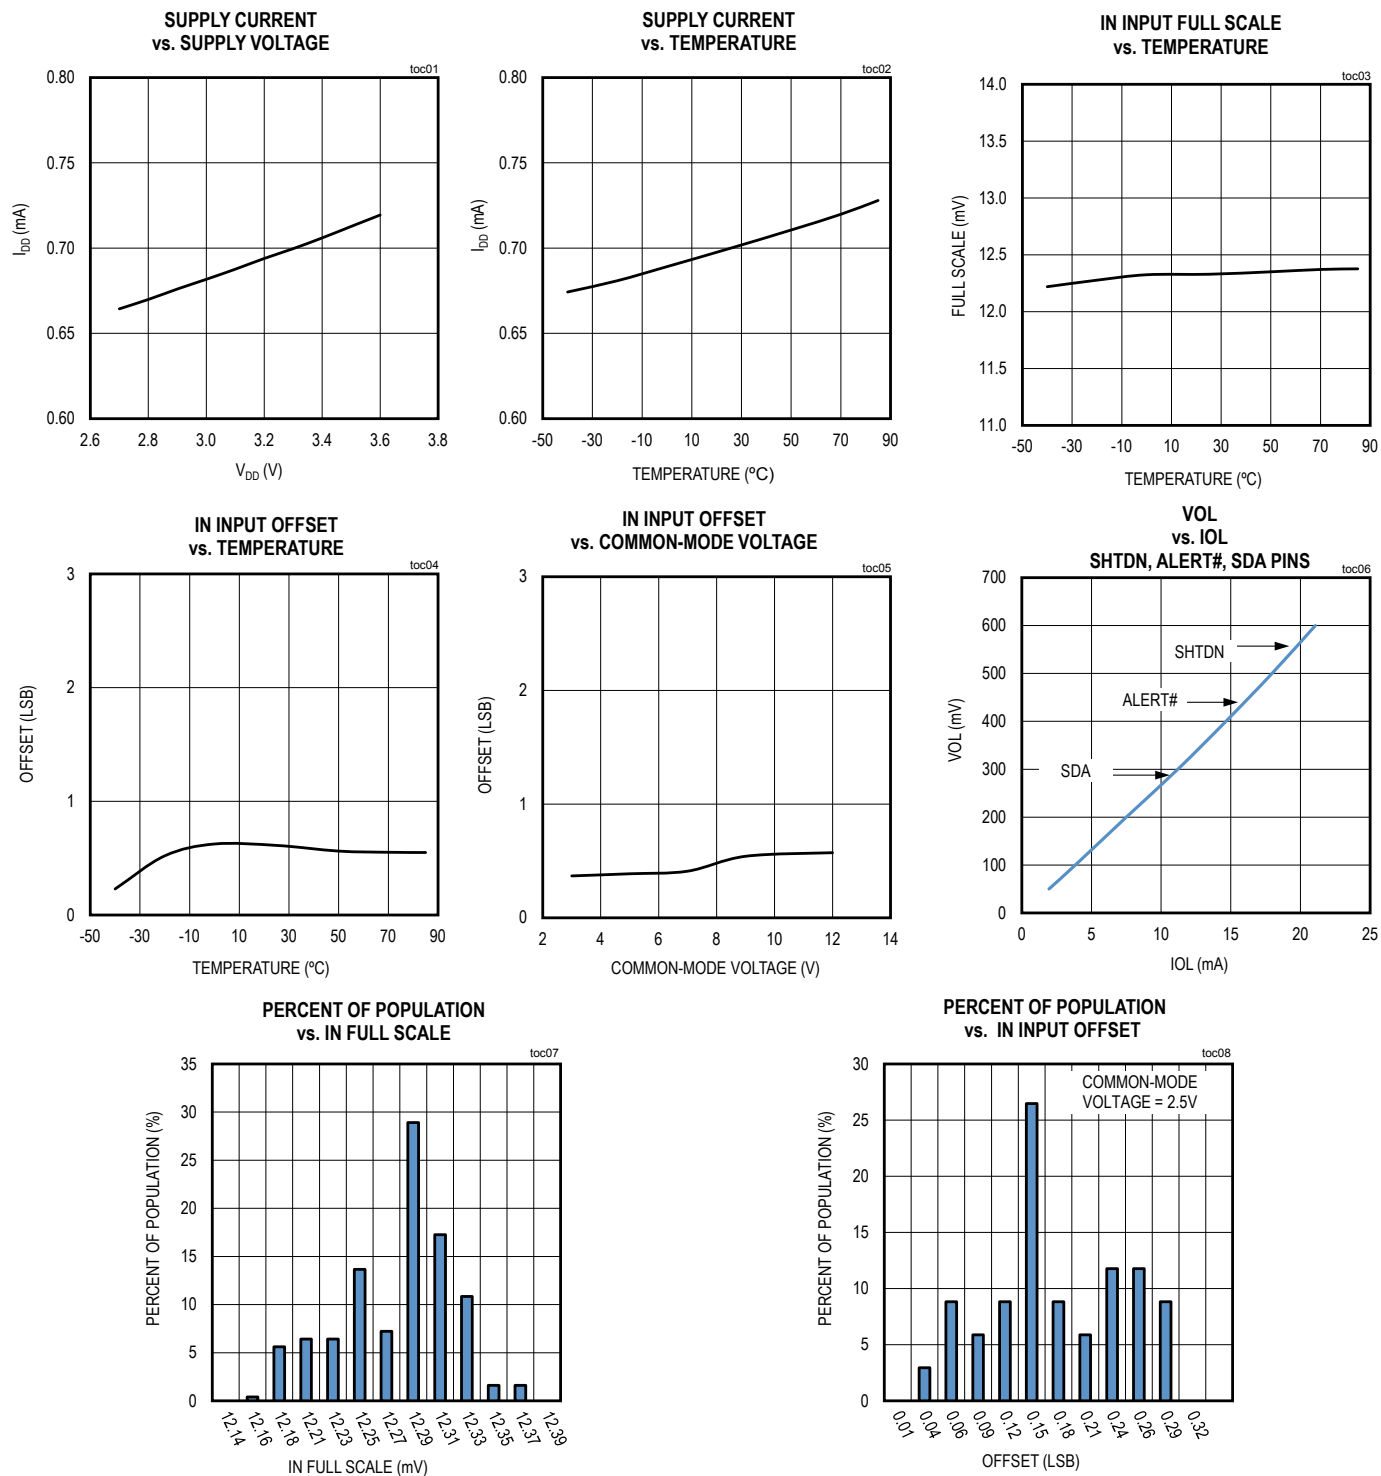 SUPPLY CURRENT
vs. SUPPLY VOLTAGE
toc01
0.80
0.75
0.70
0.65
0.60
I_DD (mA)
2.6 2.8 3.0 3.2 3.4 3.6 3.8
V_DD (V)
SUPPLY CURRENT
vs. TEMPERATURE
toc02
0.80
0.75
0.70
0.65
0.60
I_DD (mA)
-50 -30 -10 10 30 50 70 90
TEMPERATURE (ºC)
IN INPUT FULL SCALE
vs. TEMPERATURE
toc03
14.0
13.5
13.0
12.5
12.0
11.5
11.0
FULL SCALE (mV)
-50 -30 -10 10 30 50 70 90
TEMPERATURE (ºC)
IN INPUT OFFSET
vs. TEMPERATURE
toc04
3
2
1
0
OFFSET (LSB)
-50 -30 -10 10 30 50 70 90
TEMPERATURE (ºC)
IN INPUT OFFSET
vs. COMMON-MODE VOLTAGE
toc05
3
2
1
0
OFFSET (LSB)
2 4 6 8 10 12 14
COMMON-MODE VOLTAGE (V)
VOL
vs. IOL
SHTDN, ALERT#, SDA PINS
toc06
700
600
500
400
300
200
100
0
VOL (mV)
SHTDN
ALERT#
SDA
0 5 10 15 20 25
IOL (mA)
PERCENT OF POPULATION
vs. IN FULL SCALE
toc07
35
30
25
20
15
10
5
0
PERCENT OF POPULATION (%)
12.14 12.16 12.18 12.21 12.23 12.25 12.27 12.29 12.31 12.33 12.35 12.37 12.39
IN FULL SCALE (mV)
PERCENT OF POPULATION
vs. IN INPUT OFFSET
toc08
COMMON-MODE
VOLTAGE = 2.5V
30
25
20
15
10
5
0
PERCENT OF POPULATION (%)
0.01 0.04 0.06 0.09 0.12 0.15 0.18 0.21 0.24 0.26 0.29 0.32
OFFSET (LSB)